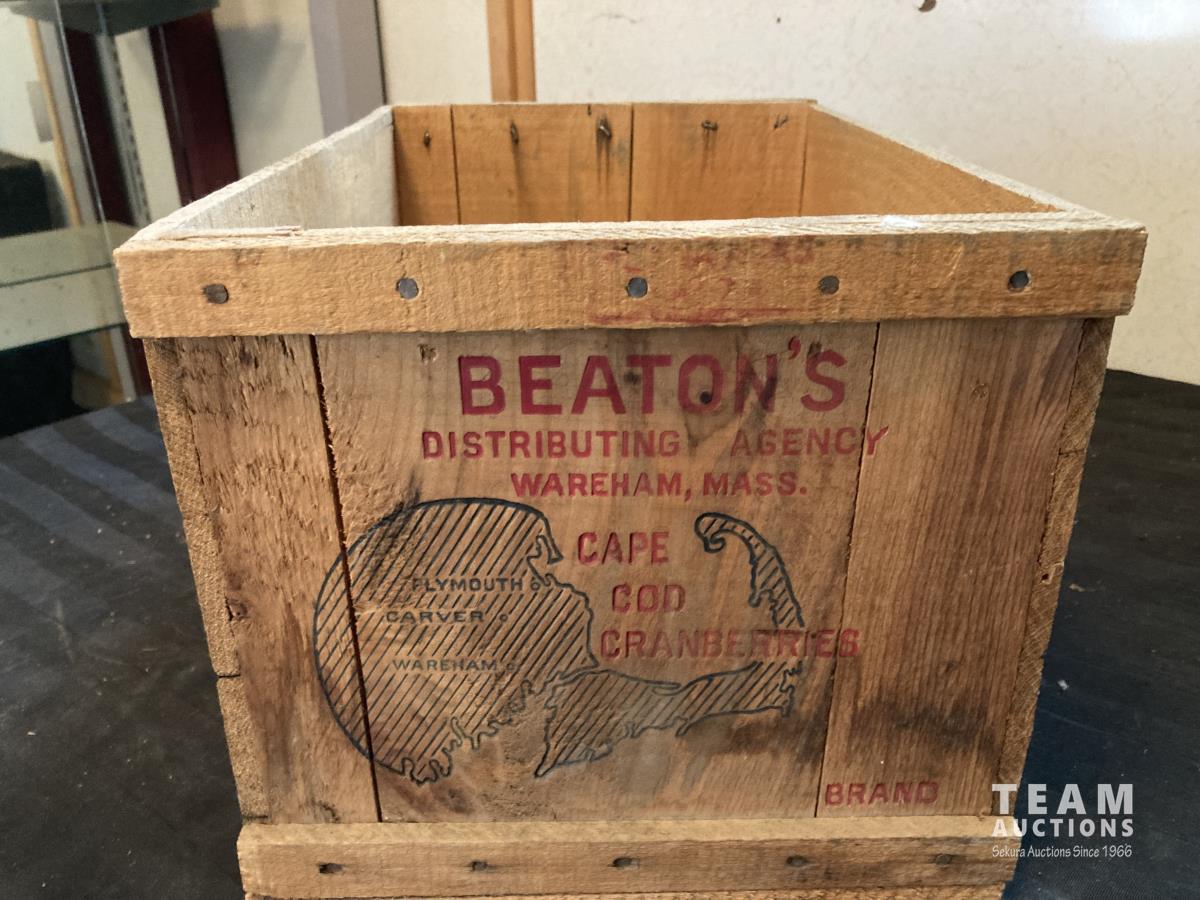 BEATON'S
DISTRIBUTING AGENCY
WAREHAM, MASS.
CAPE
COD
CRANBERRIES
PLYMOUTH
CARVER
WAREHAM
BRAND
TEAM
AUCTIONS
Sekura Auctions Since 1966